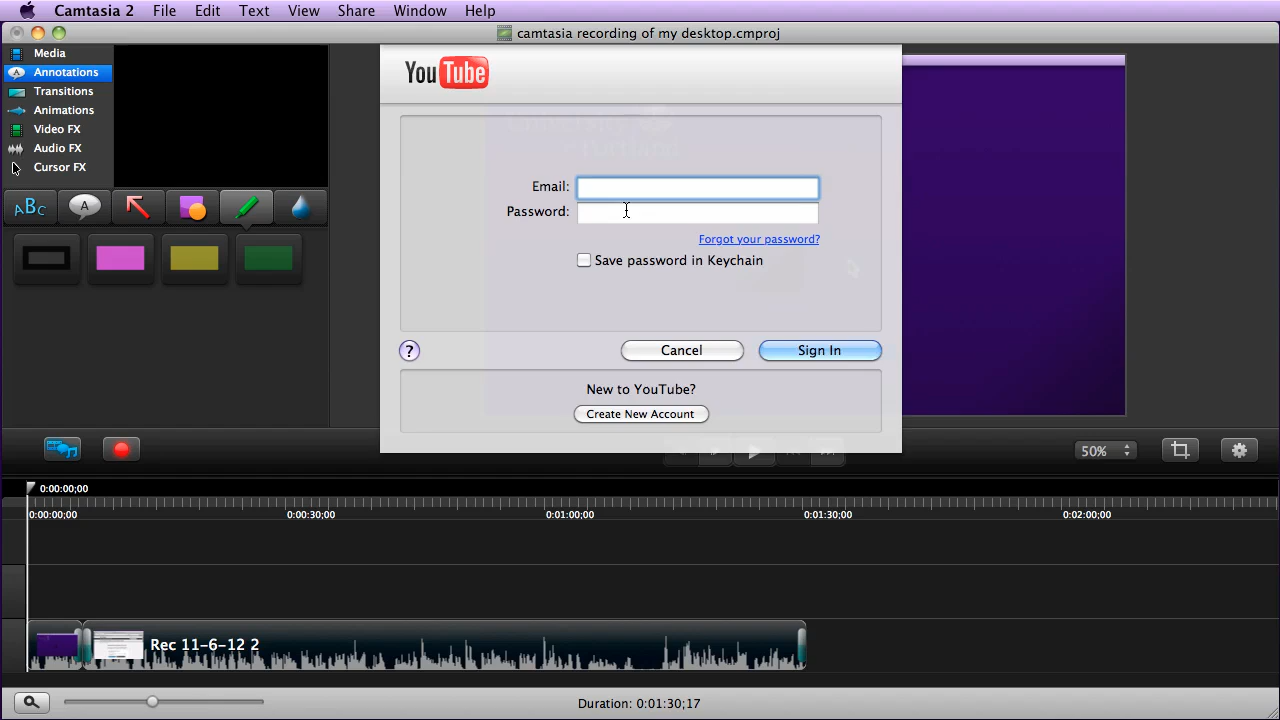 Camtasia 2 File Edit Text View Share Window Help
camtasia recording of my desktop.cmproj
Media
Annotations
Transitions
Animations
Video FX
Audio FX
Cursor FX
ABC
A
YouTube
Email:
Password:
Forgot your password?
Save password in Keychain
? Cancel Sign In
New to YouTube?
Create New Account
50%
0:00:00;00
0:00:00;00 0:00:30;00 0:01:00;00 0:01:30;00 0:02:00;00
Rec 11-6-12 2
Duration: 0:01:30;17